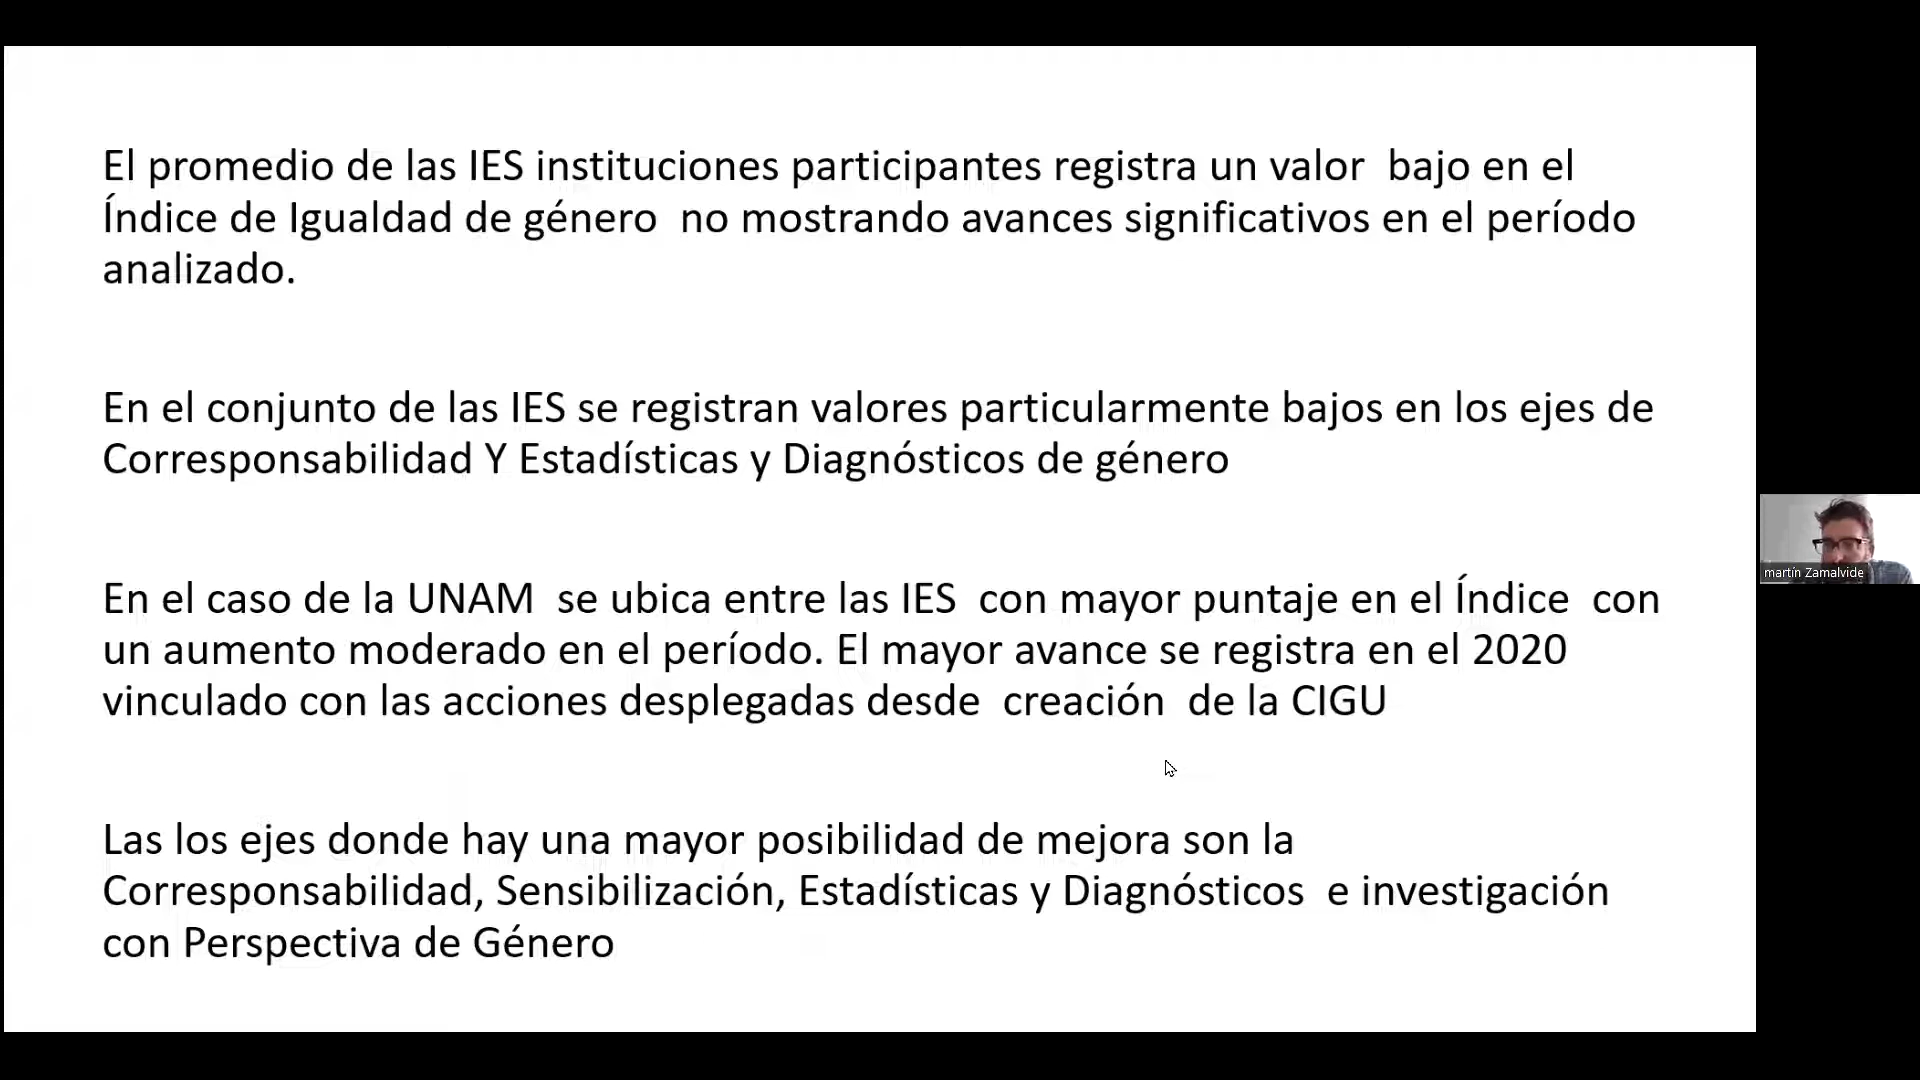 El promedio de las IES instituciones participantes registra un valor  bajo en el
Índice de Igualdad de género  no mostrando avances significativos en el período
analizado.
En el conjunto de las IES se registran valores particularmente bajos en los ejes de
Corresponsabilidad Y Estadísticas y Diagnósticos de género
En el caso de la UNAM  se ubica entre las IES  con mayor puntaje en el Índice  con
un aumento moderado en el período. El mayor avance se registra en el 2020
vinculado con las acciones desplegadas desde  creación  de la CIGU
Las los ejes donde hay una mayor posibilidad de mejora son la
Corresponsabilidad, Sensibilización, Estadísticas y Diagnósticos  e investigación
con Perspectiva de Género
martín Zamalvide